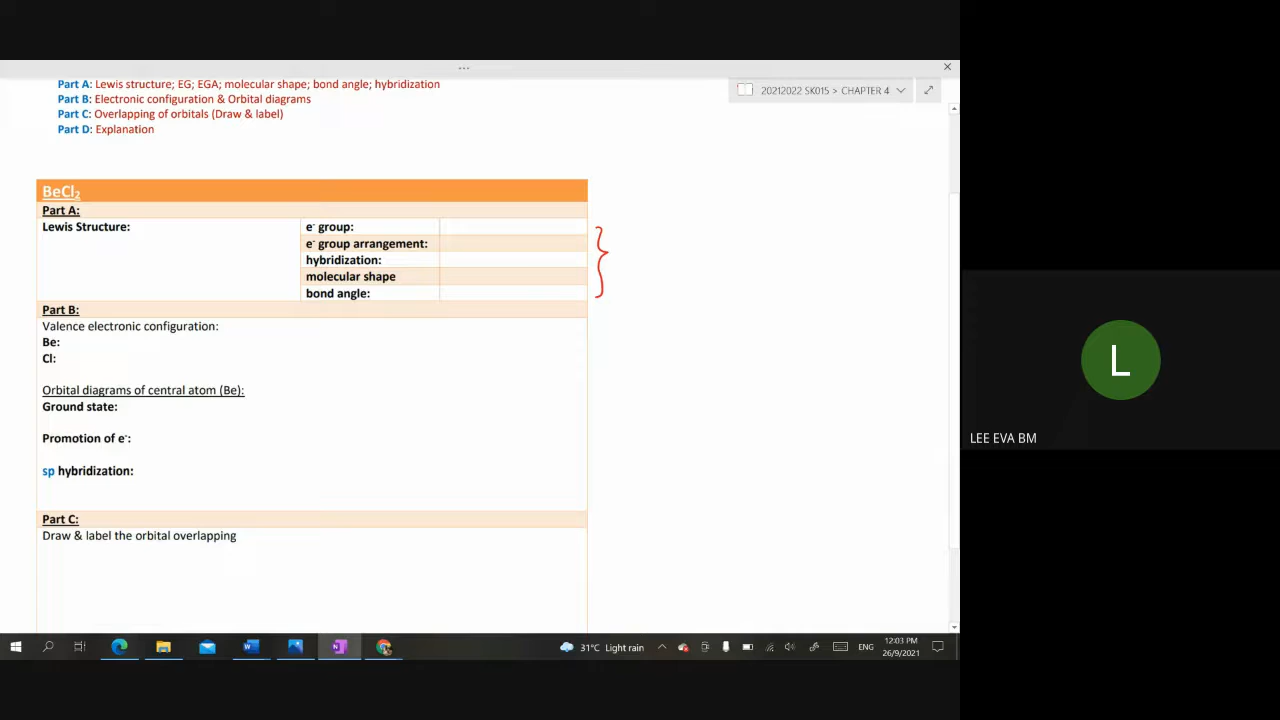 Part A: Lewis structure; EG; EGA; molecular shape; bond angle; hybridization
Part B: Electronic configuration & Orbital diagrams
Part C: Overlapping of orbitals (Draw & label)
Part D: Explanation
20212022 SK015 > CHAPTER 4
BeCl₂
Part A:
Lewis Structure:
e⁻ group:
e⁻ group arrangement:
hybridization:
molecular shape
bond angle:
Part B:
Valence electronic configuration:
Be:
Cl:
Orbital diagrams of central atom (Be):
Ground state:
Promotion of e⁻:
sp hybridization:
Part C:
Draw & label the orbital overlapping
L
LEE EVA BM
31°C Light rain
ENG
12:03 PM
26/9/2021